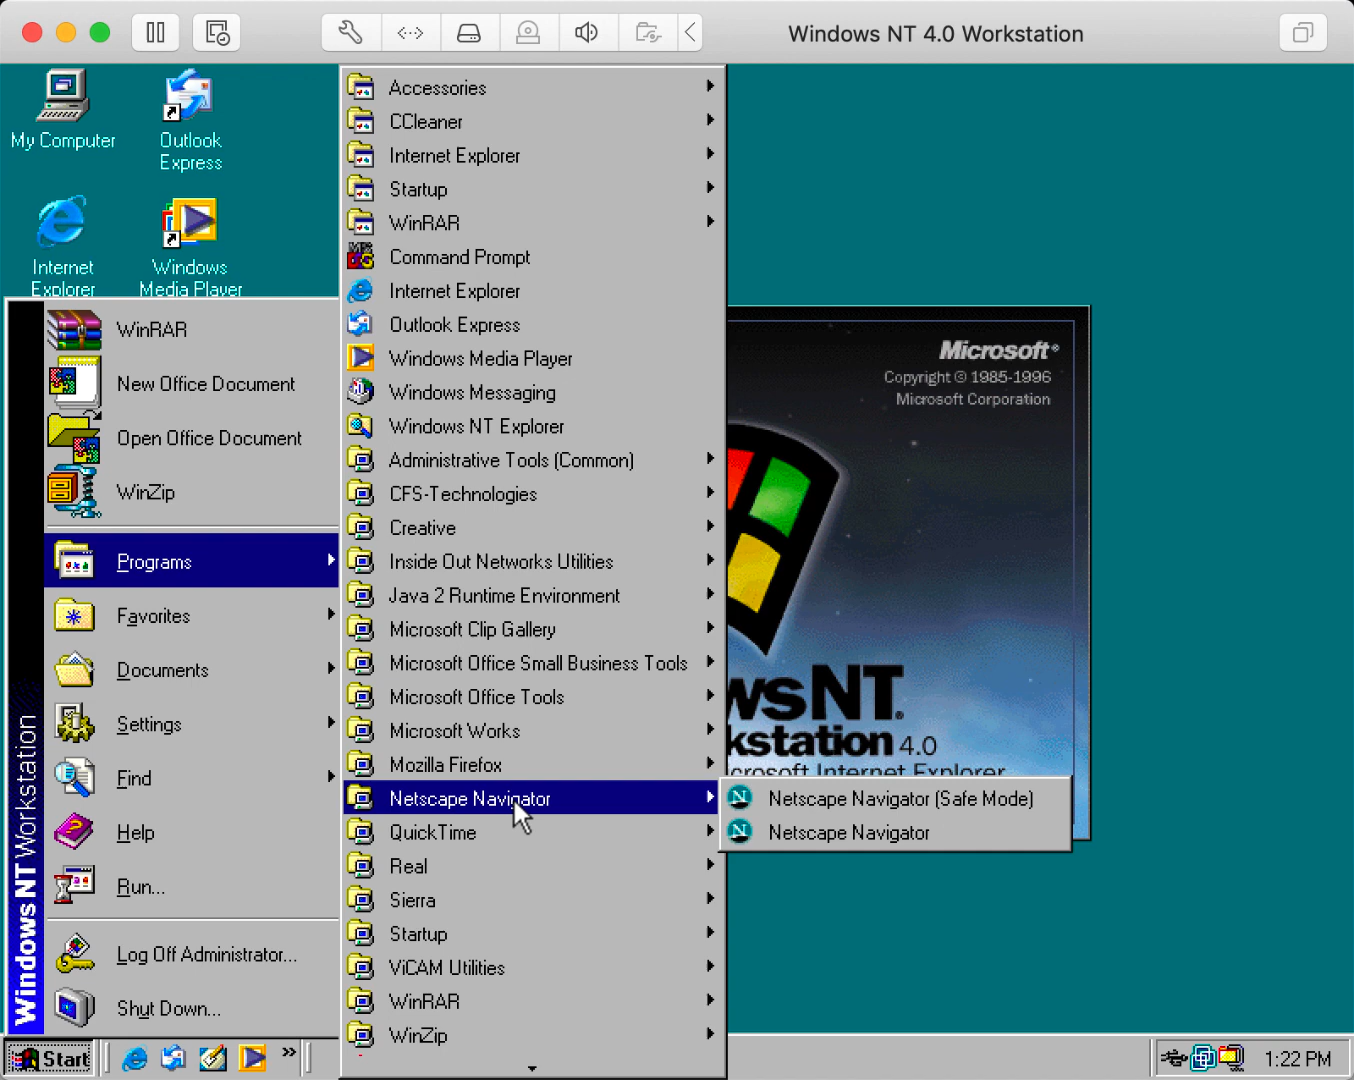 Windows NT 4.0 Workstation
My Computer
Outlook
Express
Internet
Explorer
Windows
Media Player
WinRAR
New Office Document
Open Office Document
WinZip
Programs
Favorites
Documents
Settings
Find
Help
Run...
Log Off Administrator...
Shut Down...
Windows NT Workstation
Accessories
CCleaner
Internet Explorer
Startup
WinRAR
Command Prompt
Internet Explorer
Outlook Express
Windows Media Player
Windows Messaging
Windows NT Explorer
Administrative Tools (Common)
CFS-Technologies
Creative
Inside Out Networks Utilities
Java 2 Runtime Environment
Microsoft Clip Gallery
Microsoft Office Small Business Tools
Microsoft Office Tools
Microsoft Works
Mozilla Firefox
Netscape Navigator
QuickTime
Real
Sierra
Startup
ViCAM Utilities
WinRAR
WinZip
Netscape Navigator (Safe Mode)
Netscape Navigator
Microsoft®
Copyright © 1985-1996
Microsoft Corporation
ws NT.
kstation 4.0
crosoft Internet Explorer
Start
1:22 PM